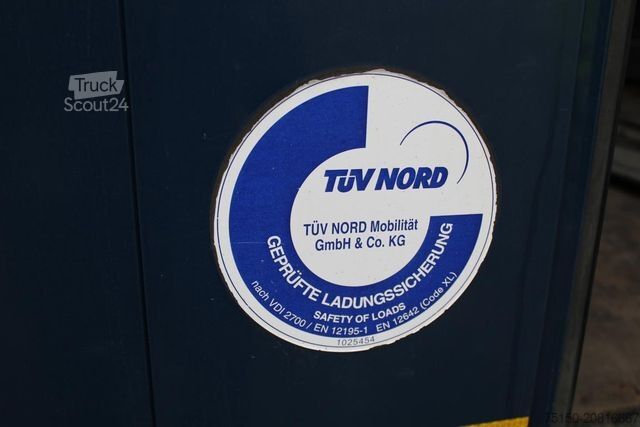 Truck
Scout24
TÜV NORD
TÜV NORD Mobilität
GmbH & Co. KG
GEPRÜFTE LADUNGSSICHERUNG
SAFETY OF LOADS
nach VDI 2700 / EN 12195-1 EN 12642 (Code XL)
1025454